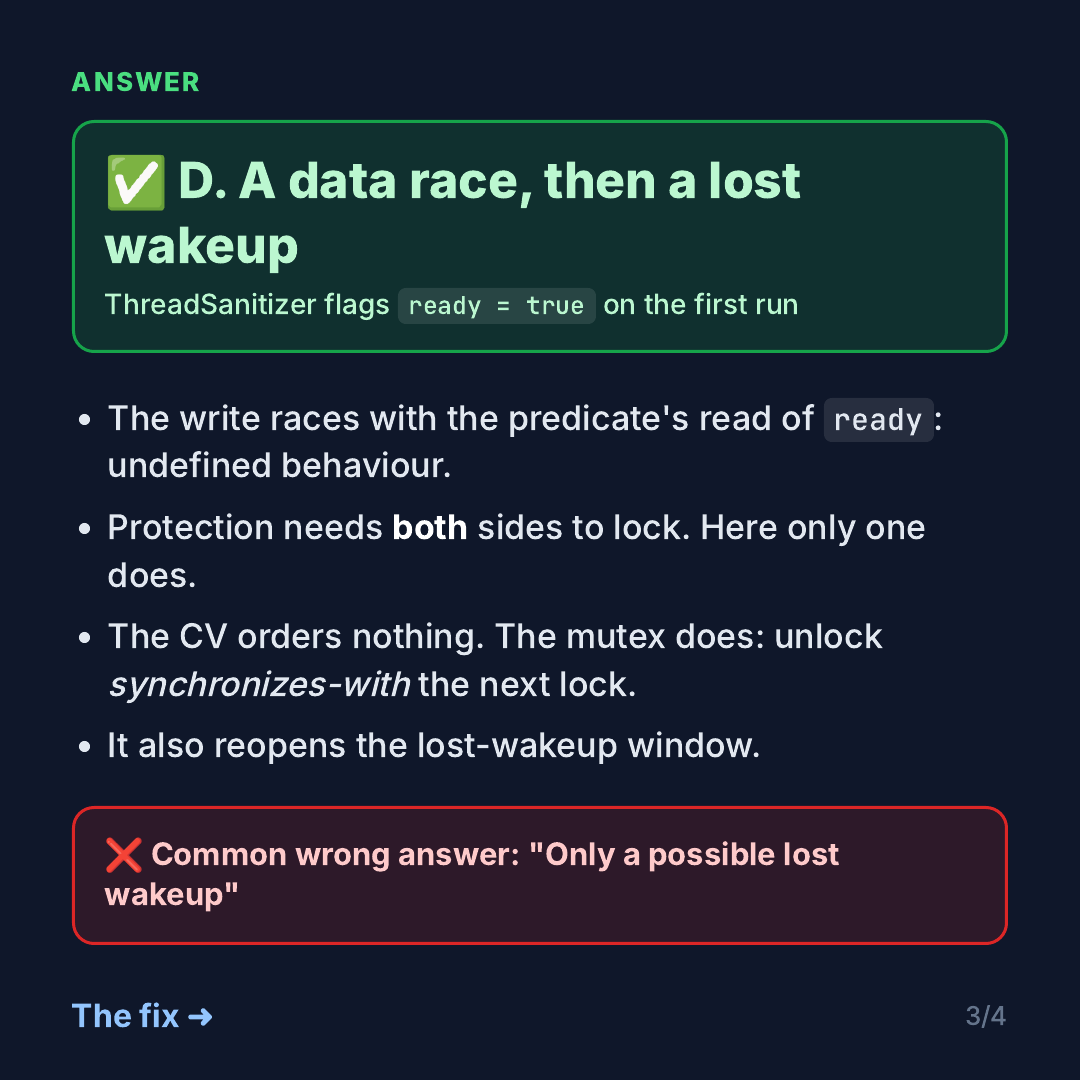 ANSWER
✅ D. A data race, then a lost
wakeup
ThreadSanitizer flags ready = true on the first run
• The write races with the predicate's read of ready:
undefined behaviour.
• Protection needs both sides to lock. Here only one
does.
• The CV orders nothing. The mutex does: unlock
synchronizes-with the next lock.
• It also reopens the lost-wakeup window.
❌ Common wrong answer: "Only a possible lost
wakeup"
The fix ➜
3/4